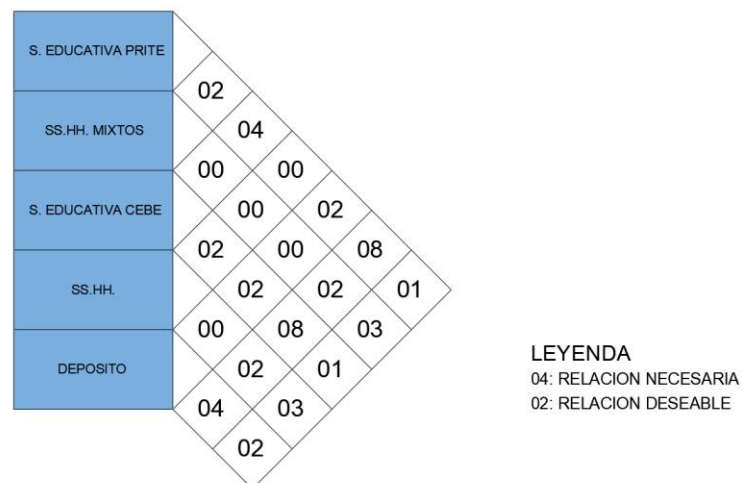 S. EDUCATIVA PRITE
02
SS.HH. MIXTOS 04
00 00
S. EDUCATIVA CEBE 00 02
02 00 08
SS.HH. 02 02 01
00 08 03
DEPOSITO 02 01
04 03
02
LEYENDA
04: RELACION NECESARIA
02: RELACION DESEABLE